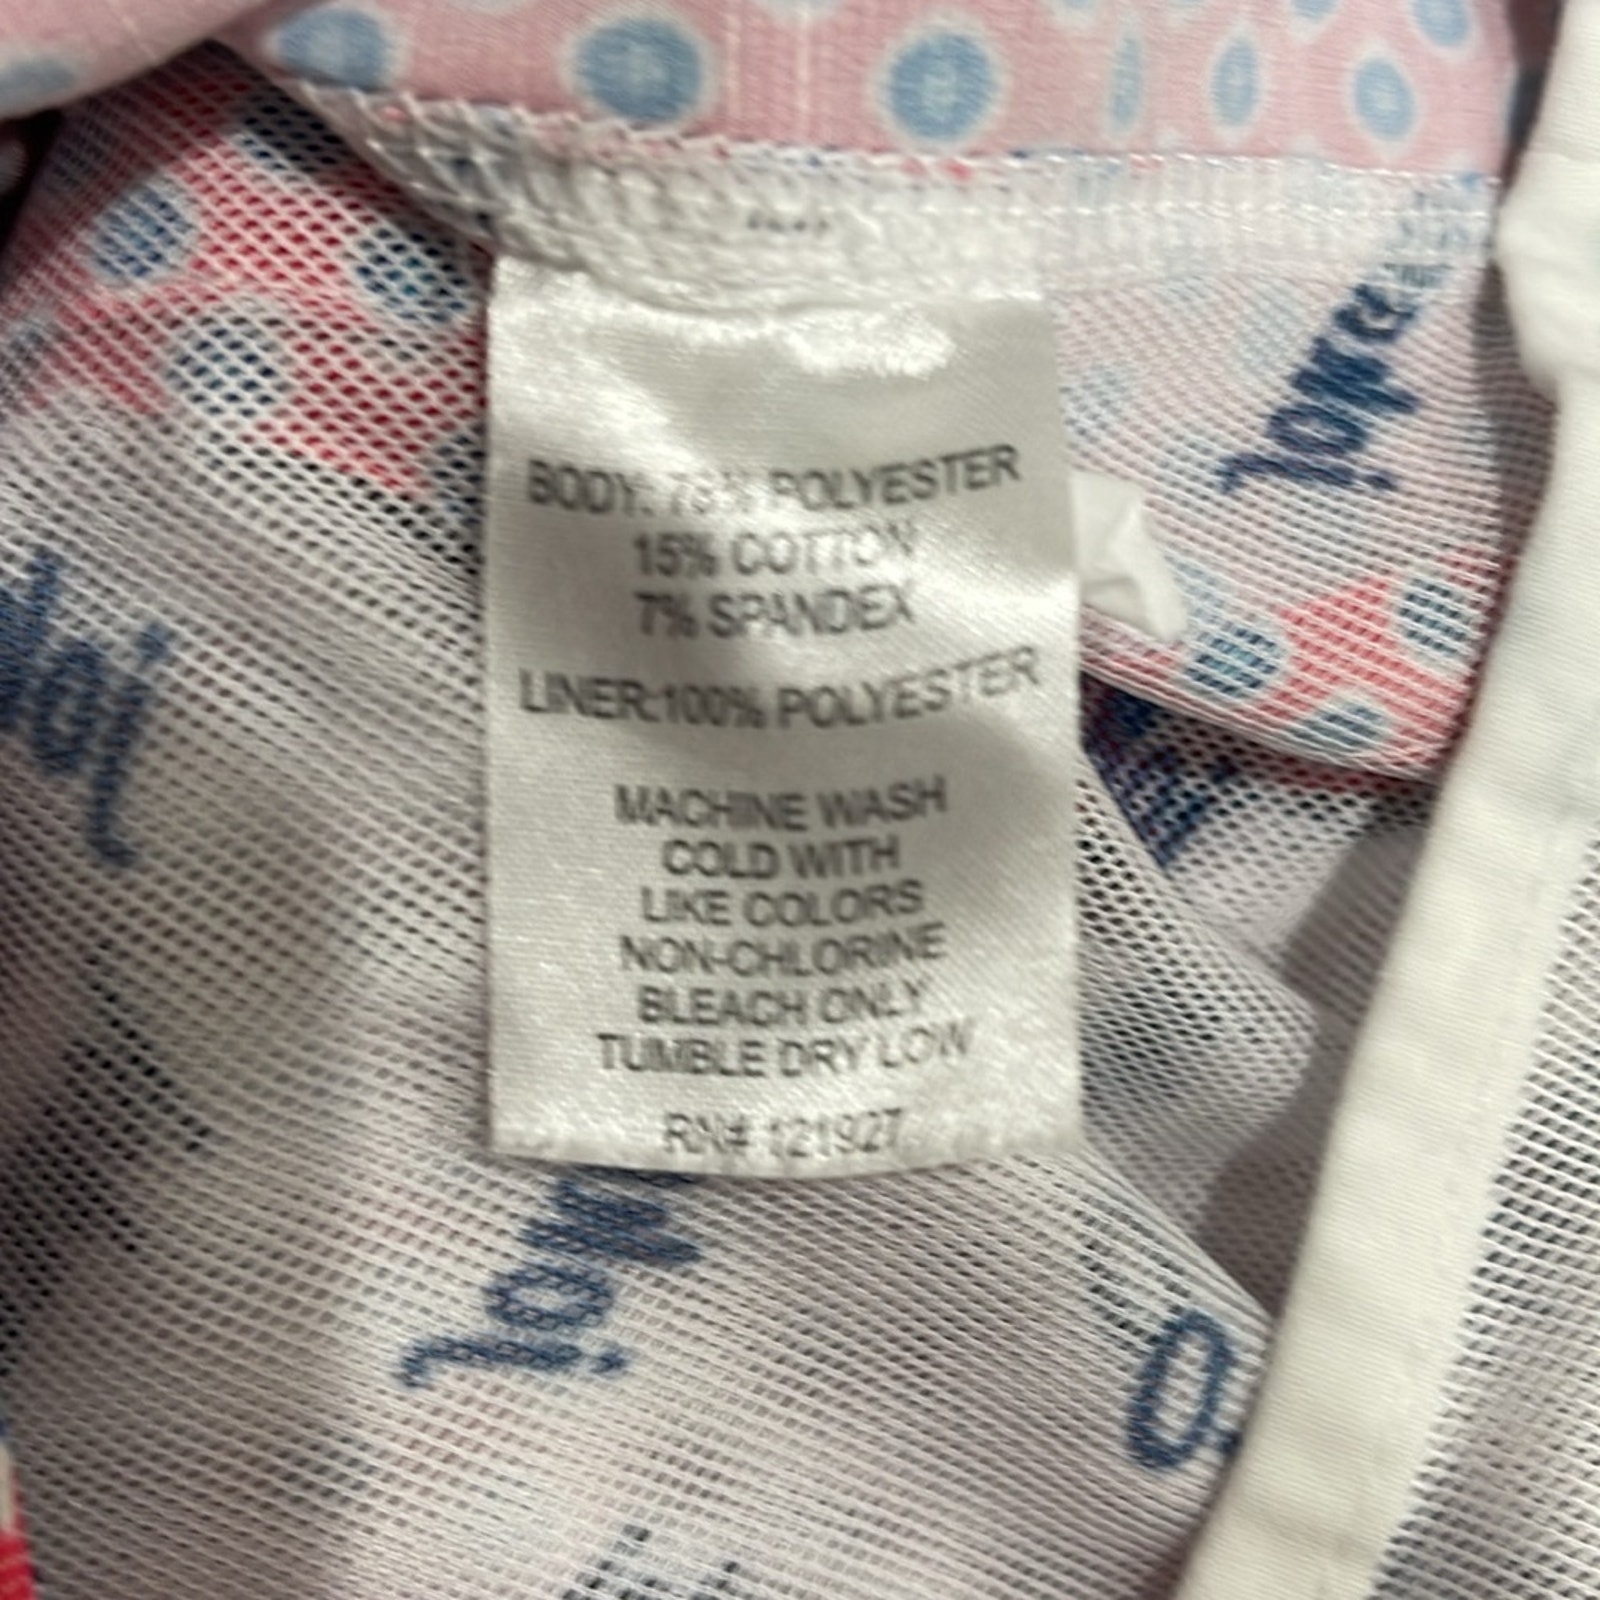 BODY: 78% POLYESTER
15% COTTON
7% SPANDEX
LINER:100% POLYESTER
MACHINE WASH
COLD WITH
LIKE COLORS
NON-CHLORINE
BLEACH ONLY
TUMBLE DRY LOW
RN# 121927